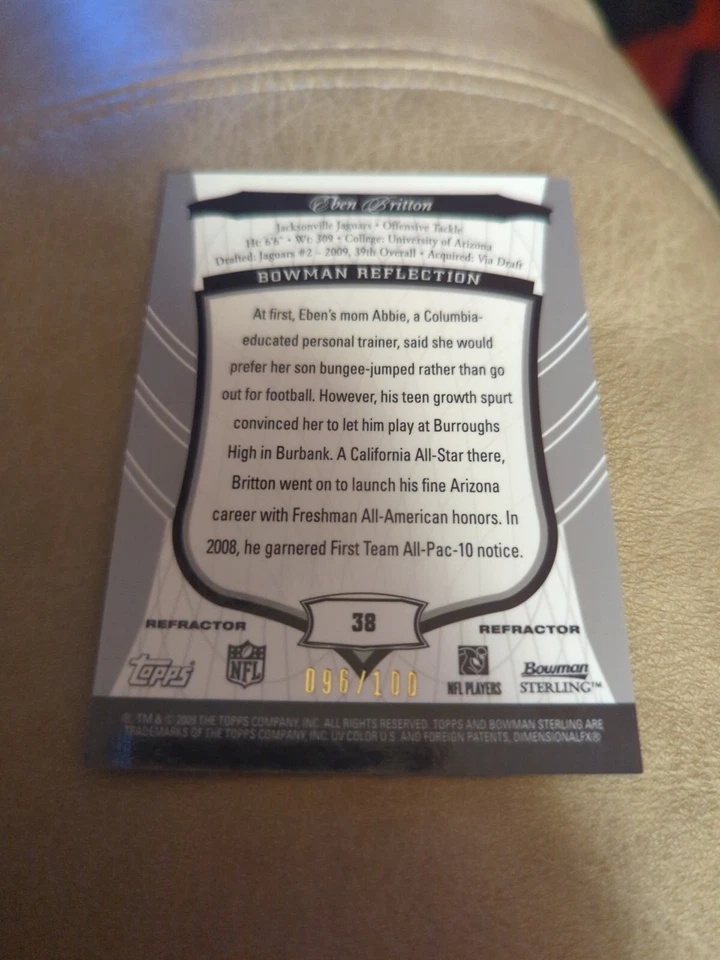 Eben Britton
Jacksonville Jaguars • Offensive Tackle
Ht: 6'6" • Wt: 309 • College: University of Arizona
Drafted: Jaguars #2 – 2009, 39th Overall • Acquired: Via Draft
BOWMAN REFLECTION
At first, Eben's mom Abbie, a Columbia-
educated personal trainer, said she would
prefer her son bungee-jumped rather than go
out for football. However, his teen growth spurt
convinced her to let him play at Burroughs
High in Burbank. A California All-Star there,
Britton went on to launch his fine Arizona
career with Freshman All-American honors. In
2008, he garnered First Team All-Pac-10 notice.
38
REFRACTOR REFRACTOR
Topps® NFL 096/100 NFL PLAYERS Bowman STERLING™
®, TM & © 2009 THE TOPPS COMPANY, INC. ALL RIGHTS RESERVED. TOPPS AND BOWMAN STERLING ARE
TRADEMARKS OF THE TOPPS COMPANY, INC. UV COLOR U.S. AND FOREIGN PATENTS, DIMENSIONALFX®